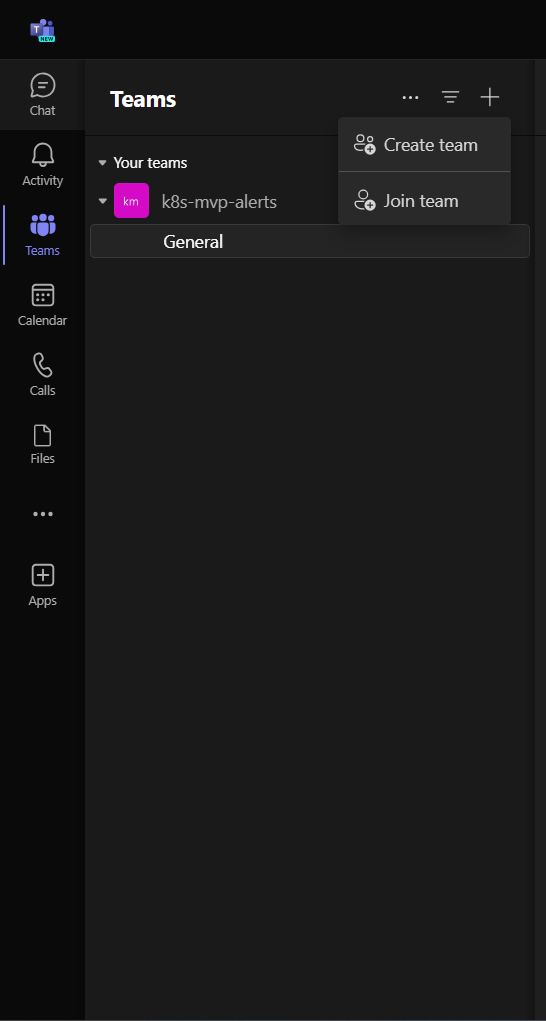 T
NEW
Chat
Activity
Teams
Calendar
Calls
Files
Apps
Teams
Create team
Join team
Your teams
km
k8s-mvp-alerts
General